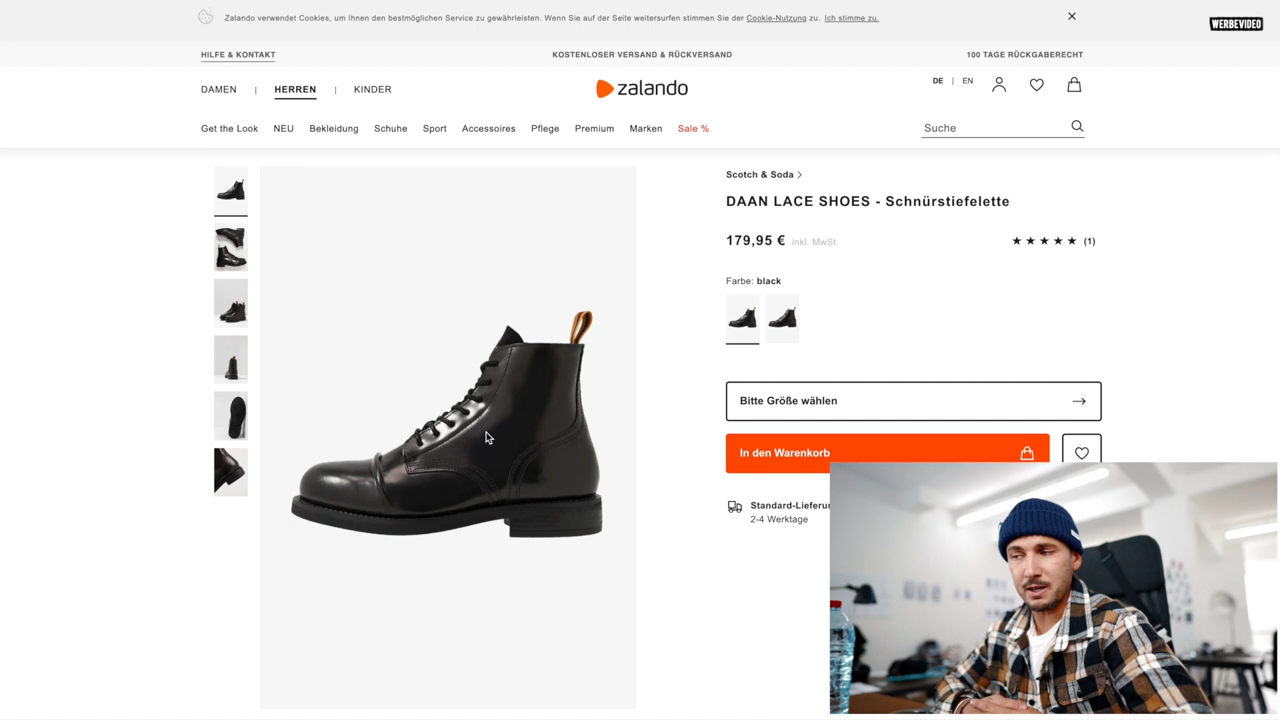 Zalando verwendet Cookies, um Ihnen den bestmöglichen Service zu gewährleisten. Wenn Sie auf der Seite weitersurfen stimmen Sie der Cookie-Nutzung zu. Ich stimme zu.
WERBEVIDEO
HILFE & KONTAKT
KOSTENLOSER VERSAND & RÜCKVERSAND
100 TAGE RÜCKGABERECHT
DAMEN | HERREN | KINDER
zalando
DE | EN
Get the Look NEU Bekleidung Schuhe Sport Accessoires Pflege Premium Marken Sale %
Suche
Scotch & Soda
DAAN LACE SHOES - Schnürstiefelette
179,95 € inkl. MwSt.
(1)
Farbe: black
Bitte Größe wählen
In den Warenkorb
Standard-Lieferun
2-4 Werktage